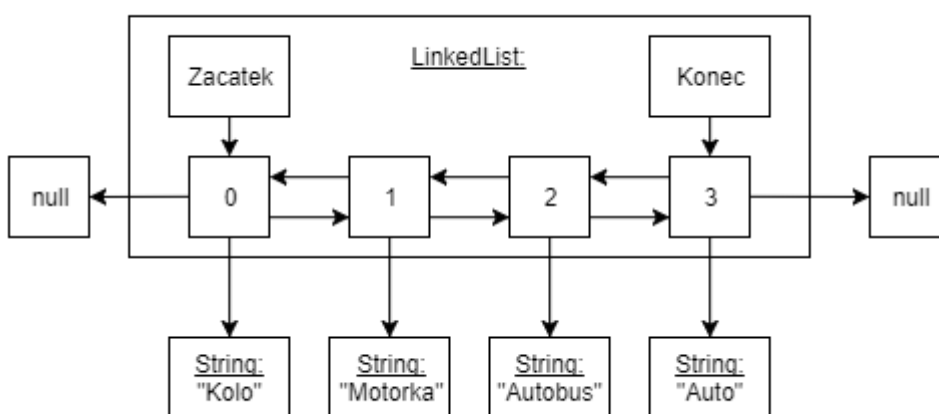 LinkedList:
Zacatek
Konec
null
0
1
2
3
null
String:
"Kolo"
String:
"Motorka"
String:
"Autobus"
String:
"Auto"